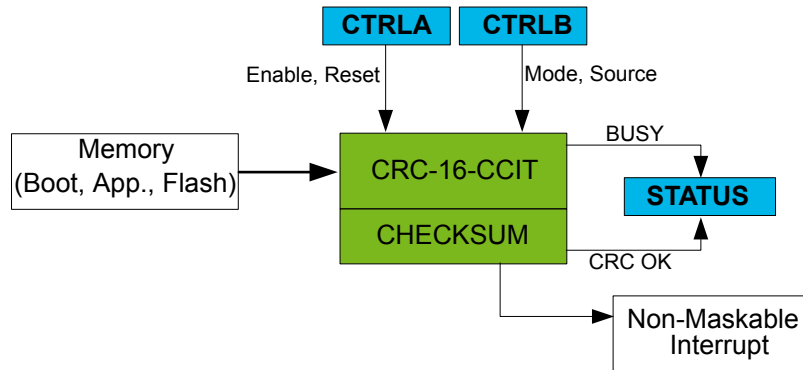 CTRLA
CTRLB
Enable, Reset
Mode, Source
Memory
(Boot, App., Flash)
CRC-16-CCIT
BUSY
STATUS
CHECKSUM
CRC OK
Non-Maskable
Interrupt